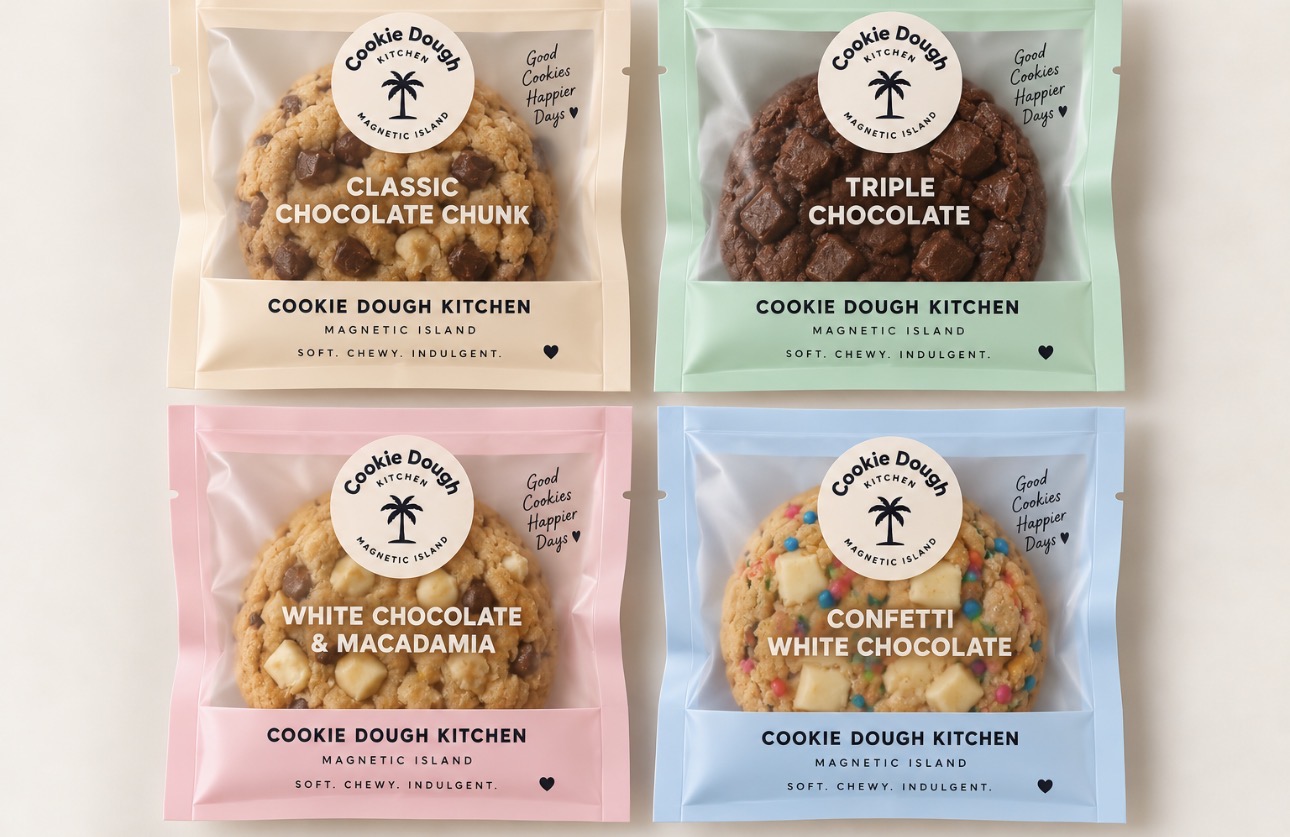 Cookie Dough
KITCHEN
MAGNETIC ISLAND
Good
Cookies
Happier
Days ♥
CLASSIC
CHOCOLATE CHUNK
COOKIE DOUGH KITCHEN
MAGNETIC ISLAND
SOFT. CHEWY. INDULGENT. ♥
Cookie Dough
KITCHEN
MAGNETIC ISLAND
Good
Cookies
Happier
Days ♥
TRIPLE
CHOCOLATE
COOKIE DOUGH KITCHEN
MAGNETIC ISLAND
SOFT. CHEWY. INDULGENT. ♥
Cookie Dough
KITCHEN
MAGNETIC ISLAND
Good
Cookies
Happier
Days ♥
WHITE CHOCOLATE
& MACADAMIA
COOKIE DOUGH KITCHEN
MAGNETIC ISLAND
SOFT. CHEWY. INDULGENT. ♥
Cookie Dough
KITCHEN
MAGNETIC ISLAND
Good
Cookies
Happier
Days ♥
CONFETTI
WHITE CHOCOLATE
COOKIE DOUGH KITCHEN
MAGNETIC ISLAND
SOFT. CHEWY. INDULGENT. ♥